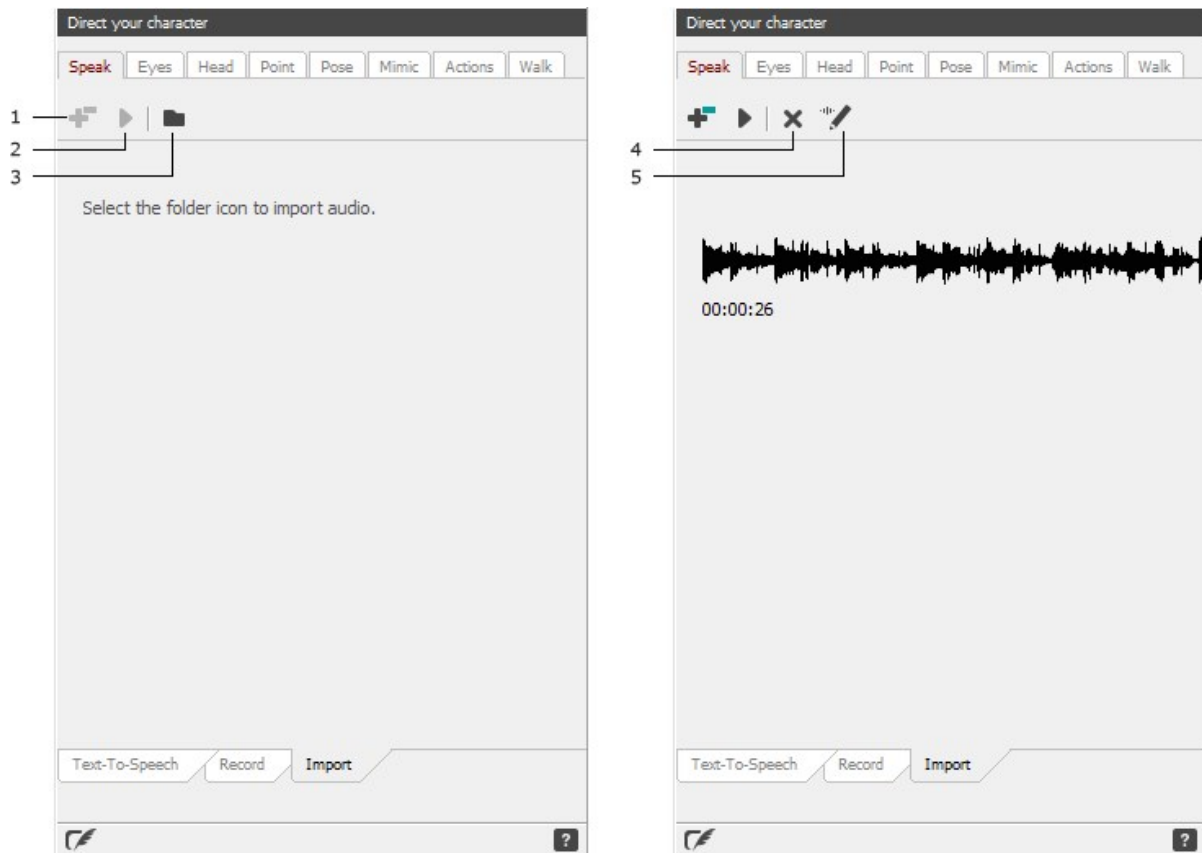 Direct your character
Speak Eyes Head Point Pose Mimic Actions Walk
1
2
3
Select the folder icon to import audio.
Text-To-Speech Record Import
?
Direct your character
Speak Eyes Head Point Pose Mimic Actions Walk
4
5
00:00:26
Text-To-Speech Record Import
?